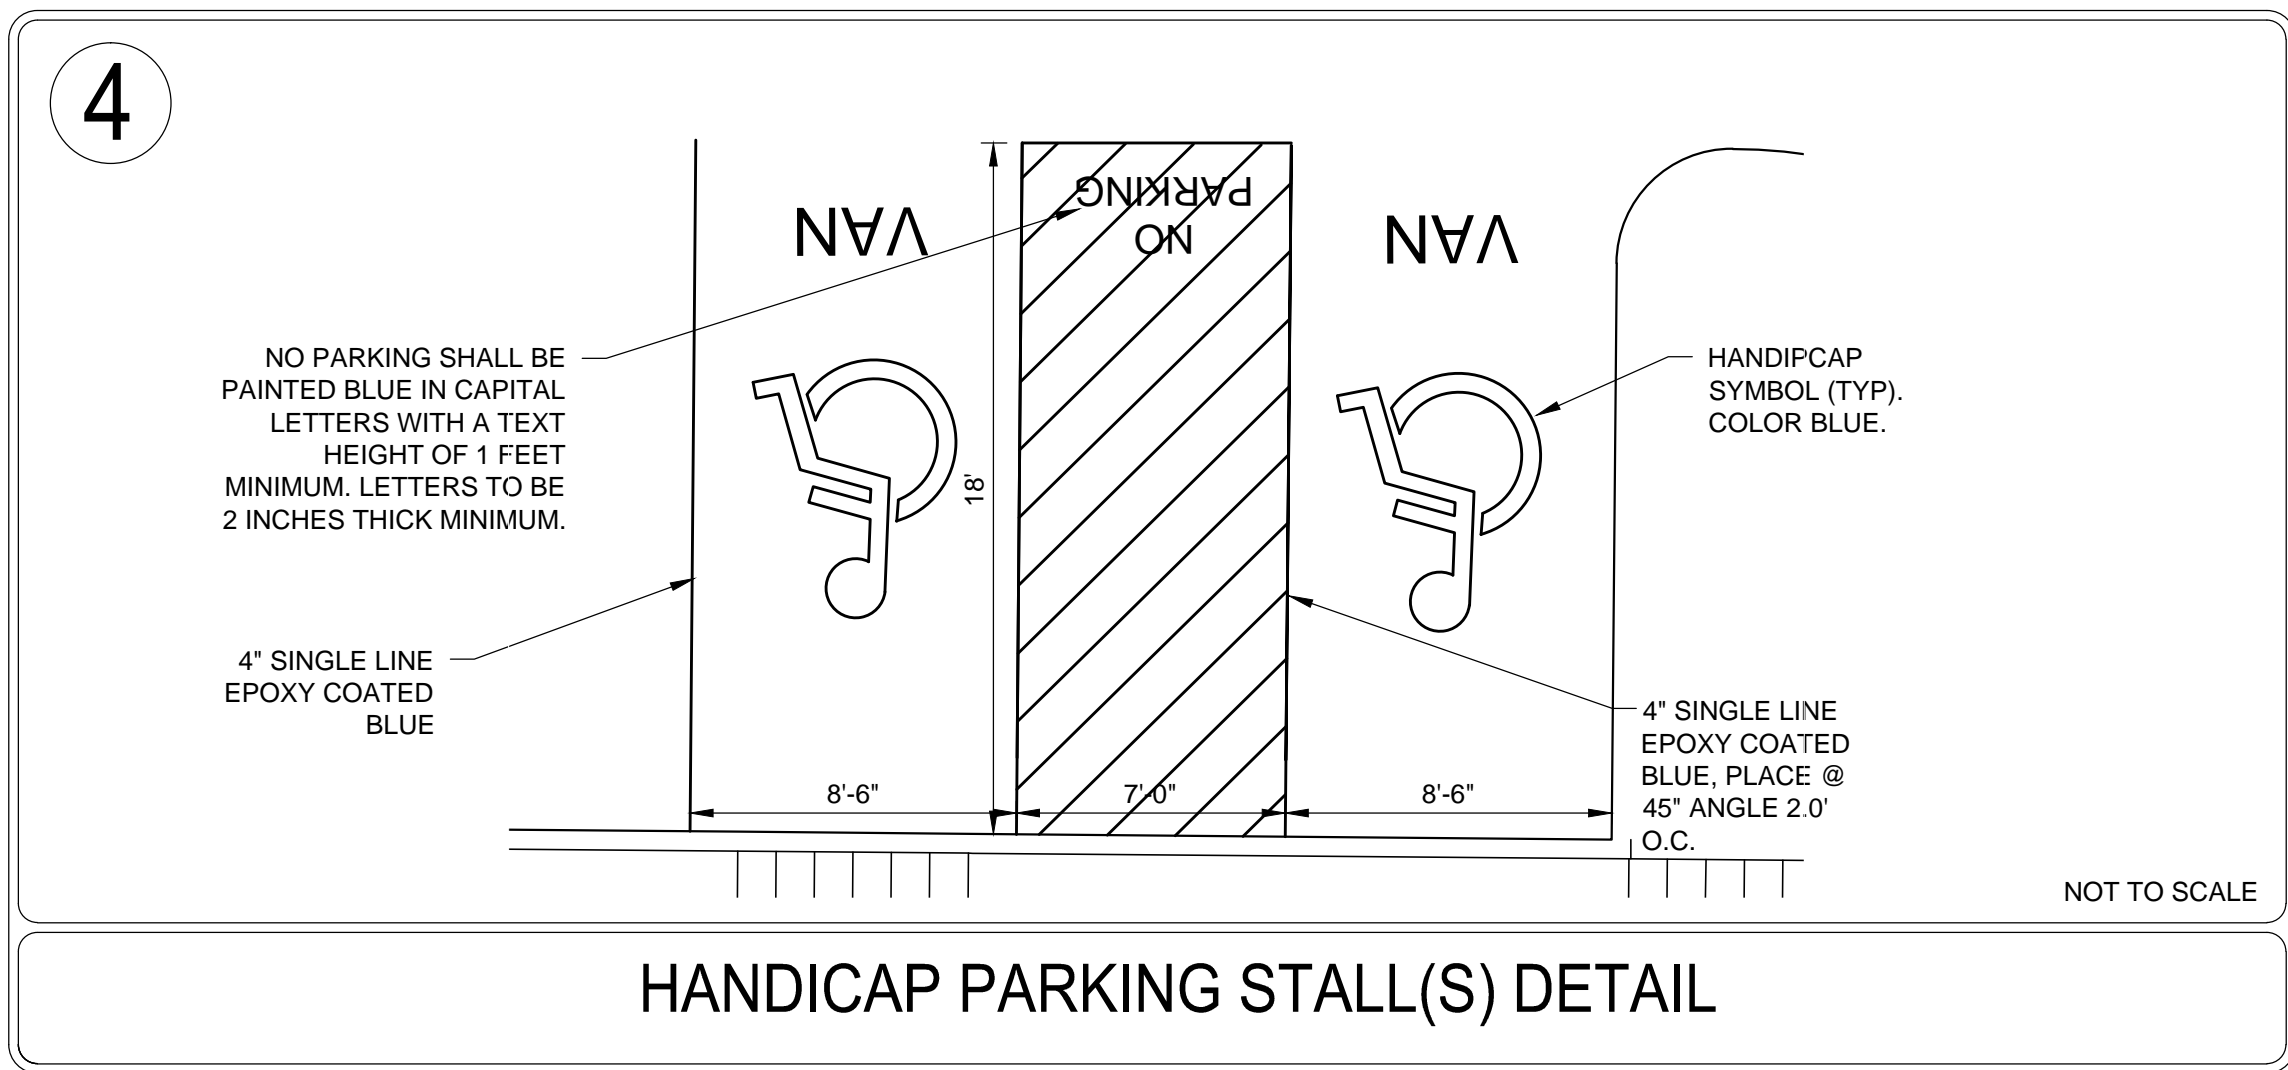 4
VAN
NO
PARKING
VAN
NO PARKING SHALL BE
PAINTED BLUE IN CAPITAL
LETTERS WITH A TEXT
HEIGHT OF 1 FEET
MINIMUM. LETTERS TO BE
2 INCHES THICK MINIMUM.
HANDIPCAP
SYMBOL (TYP).
COLOR BLUE.
18'
4" SINGLE LINE
EPOXY COATED
BLUE
4" SINGLE LINE
EPOXY COATED
BLUE, PLACE @
45" ANGLE 2.0'
O.C.
8'-6"
7'-0"
8'-6"
NOT TO SCALE
HANDICAP PARKING STALL(S) DETAIL